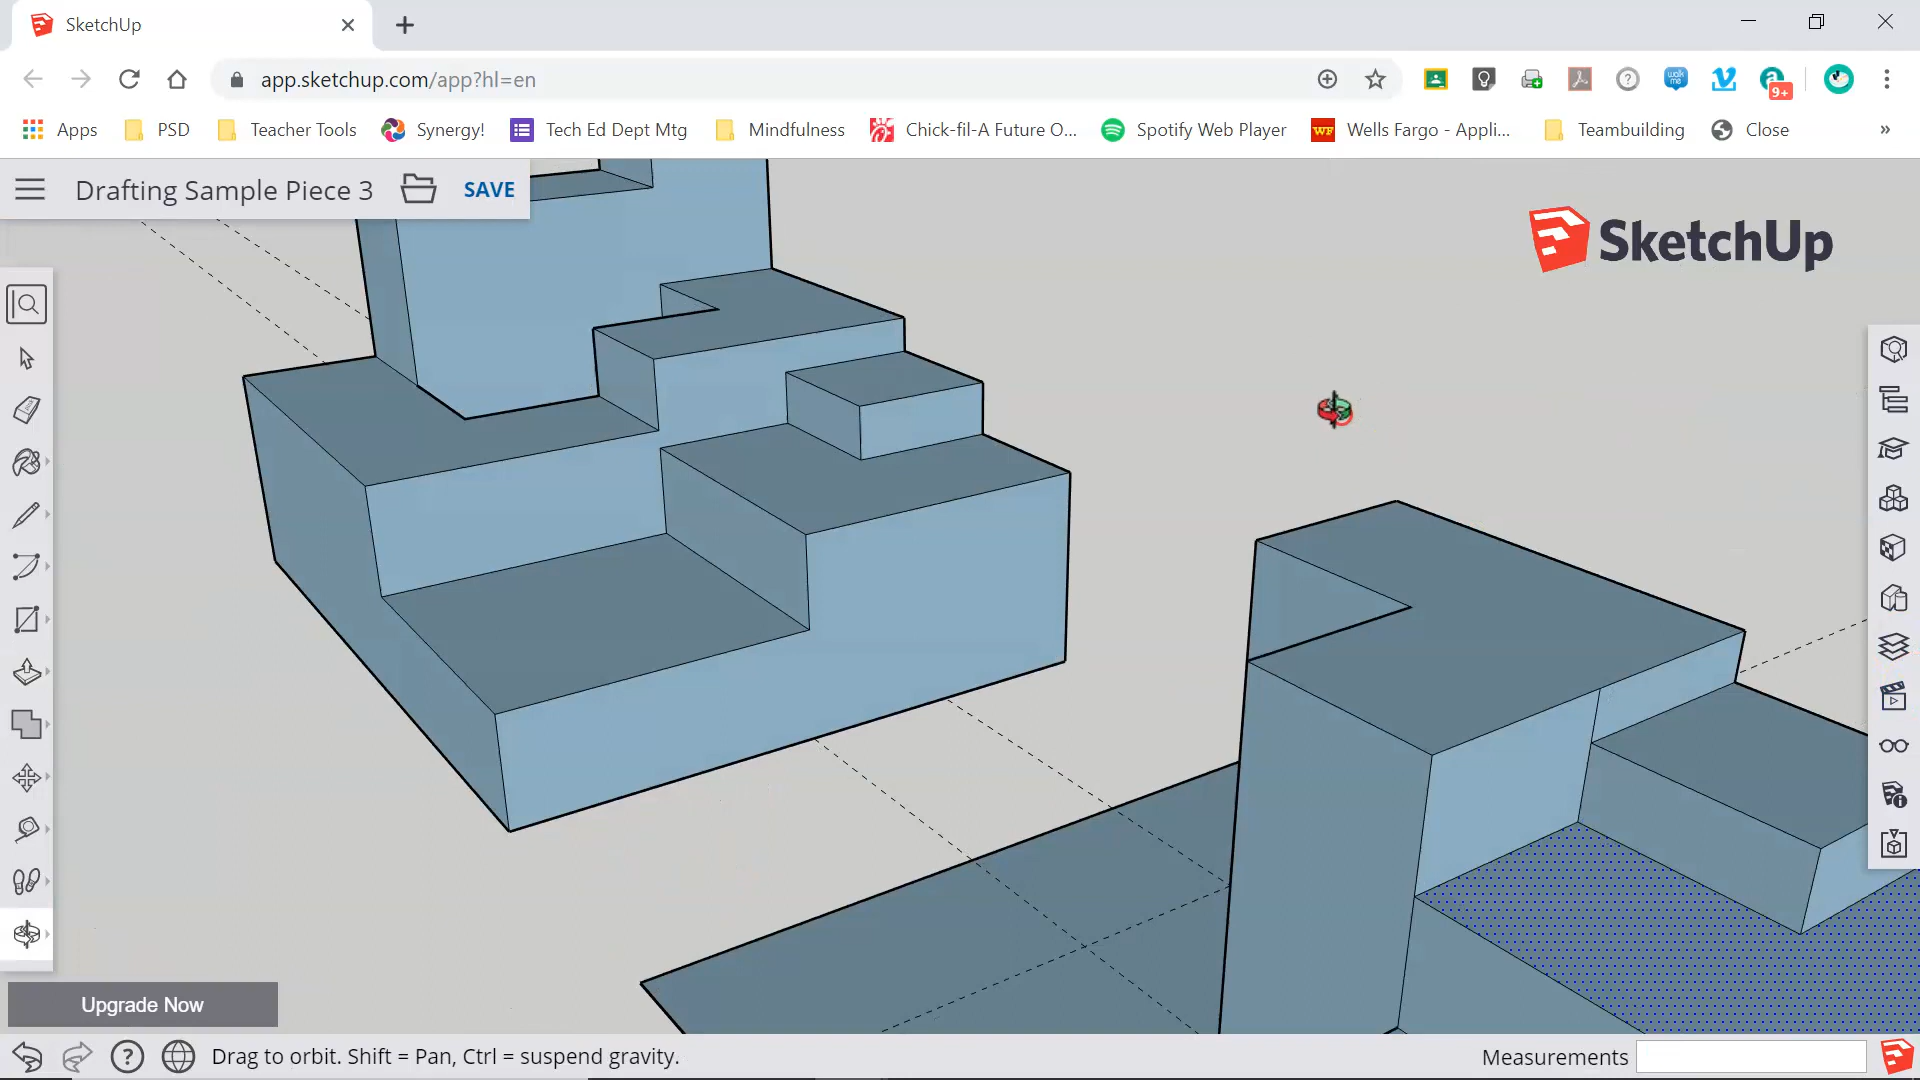 SketchUp
app.sketchup.com/app?hl=en
9+
Apps
PSD
Teacher Tools
Synergy!
Tech Ed Dept Mtg
Mindfulness
Chick-fil-A Future O...
Spotify Web Player
WF
Wells Fargo - Appli...
Teambuilding
Close
»
Drafting Sample Piece 3
SAVE
SketchUp
Upgrade Now
Drag to orbit. Shift = Pan, Ctrl = suspend gravity.
Measurements